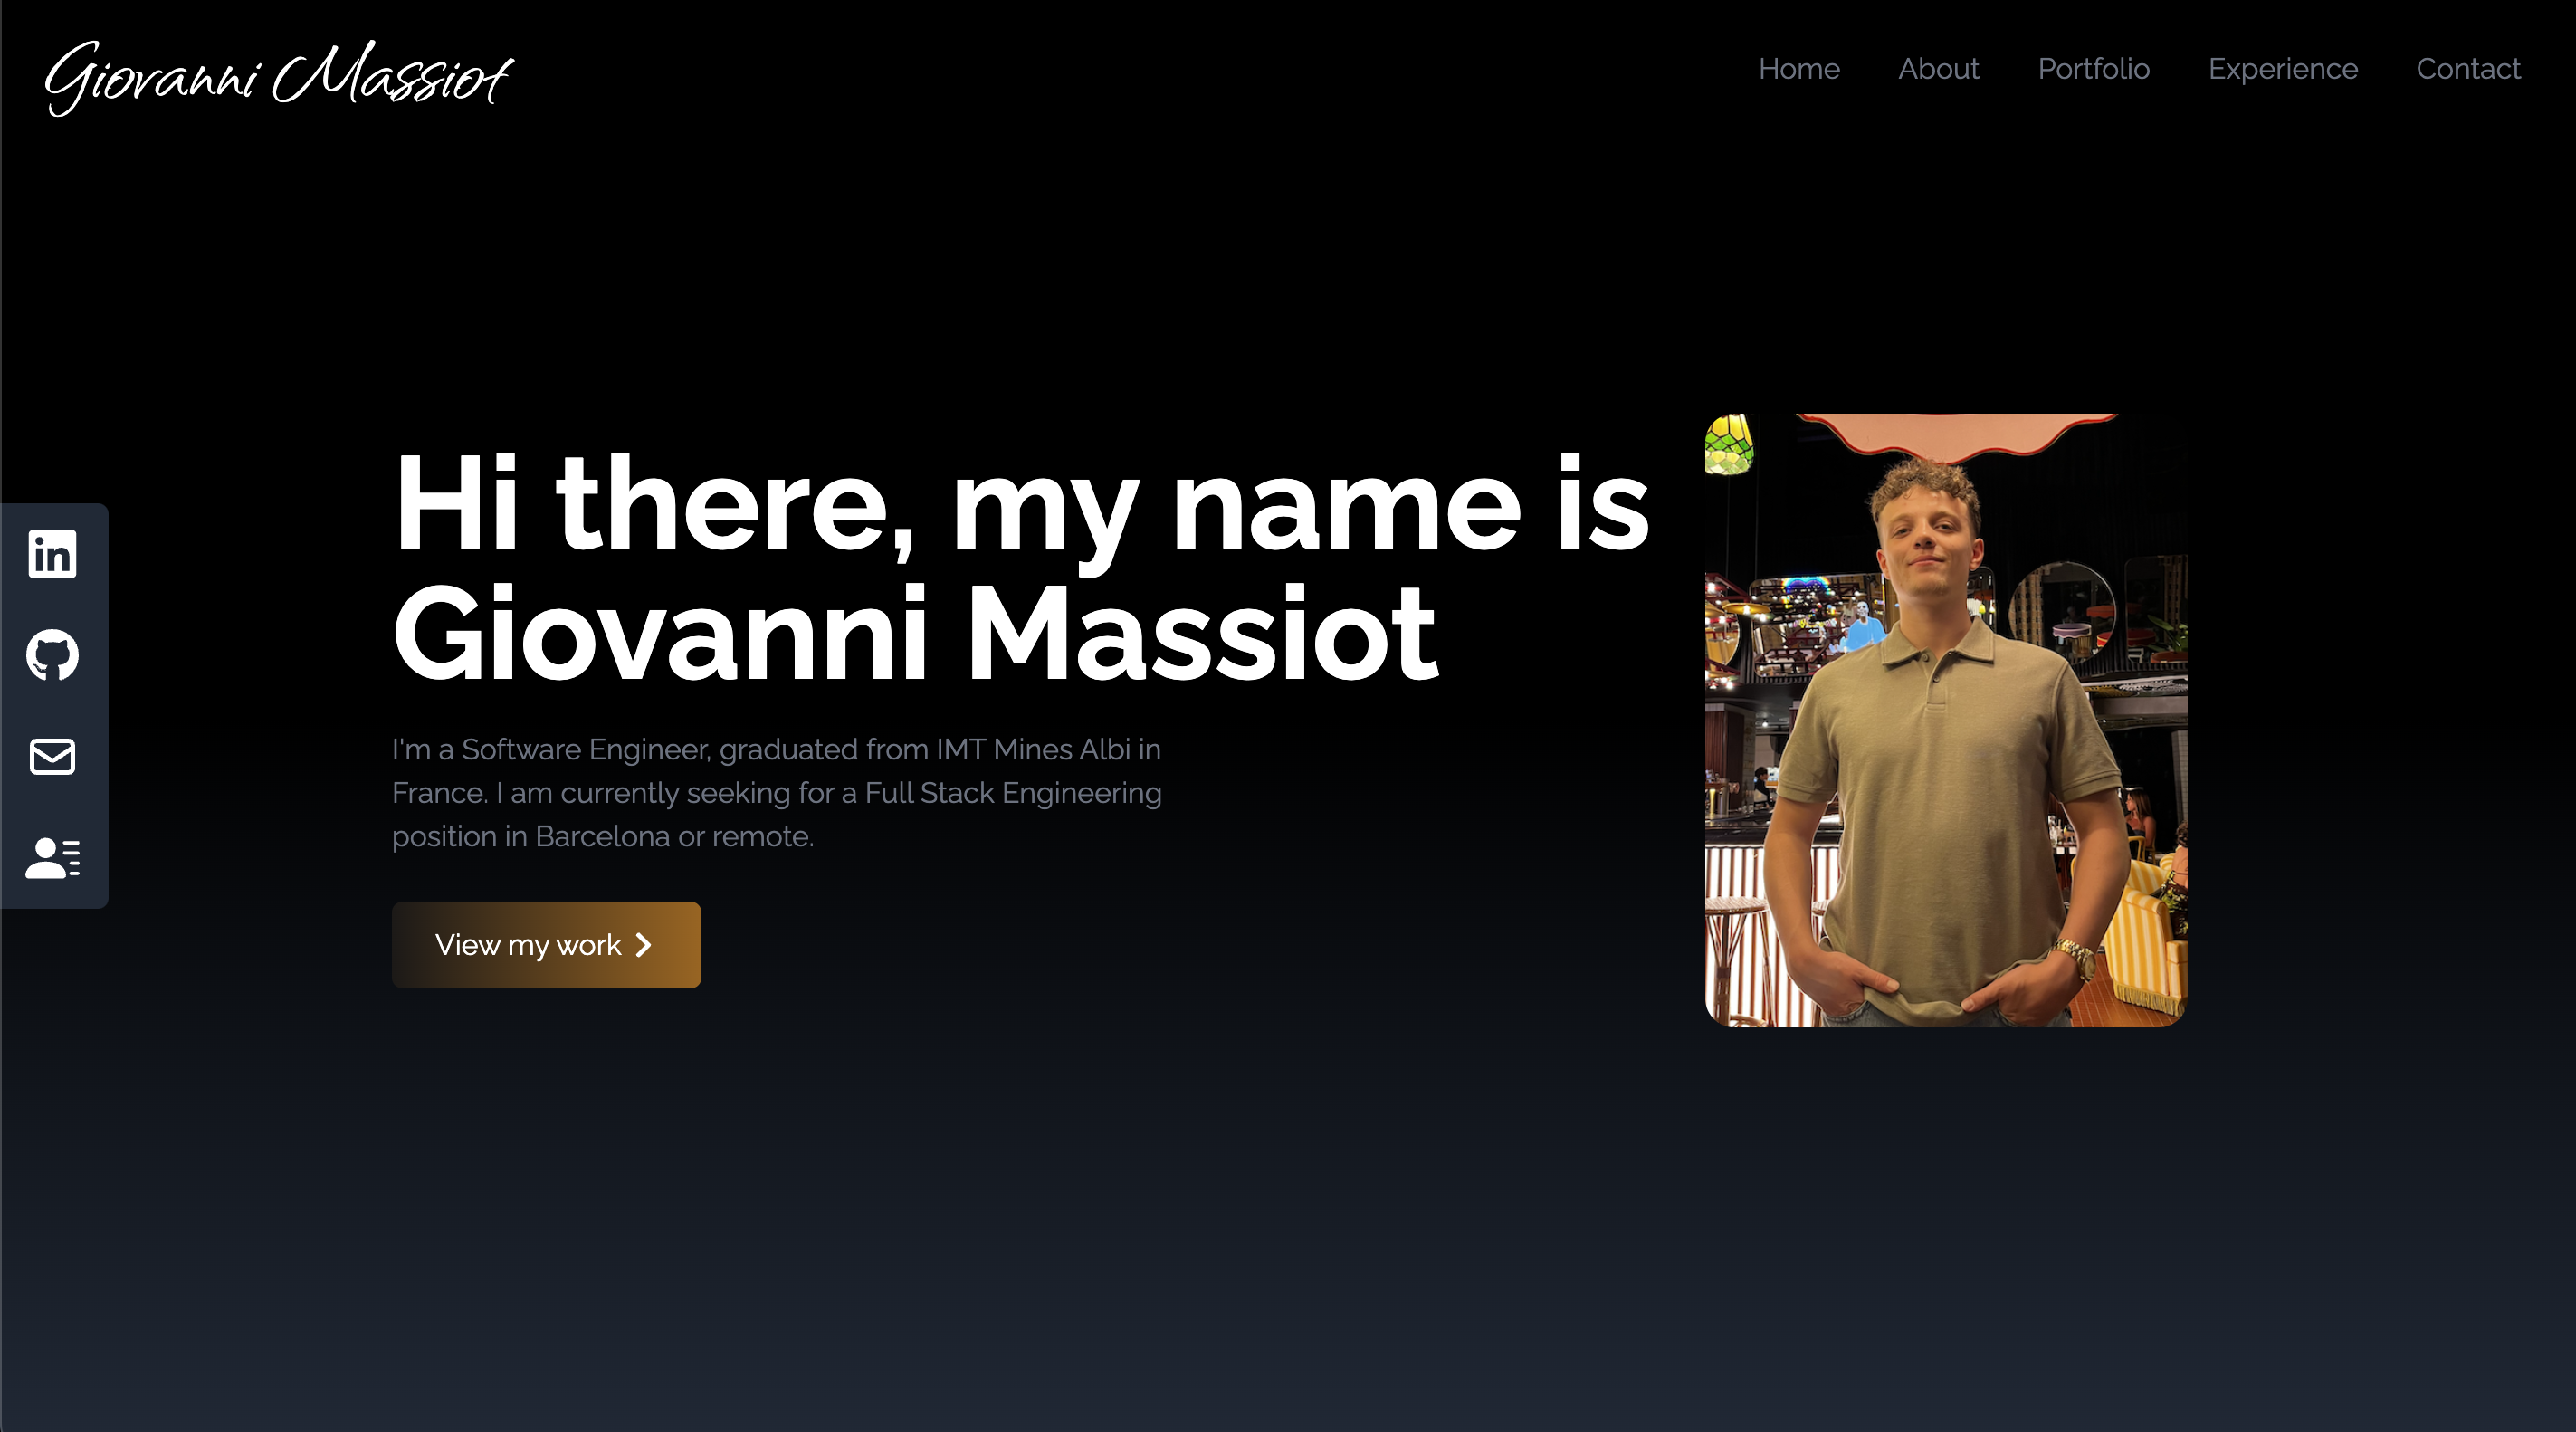 Giovanni Massiot
Home About Portfolio Experience Contact
Hi there, my name is
Giovanni Massiot
in
I'm a Software Engineer, graduated from IMT Mines Albi in
France. I am currently seeking for a Full Stack Engineering
position in Barcelona or remote.
View my work